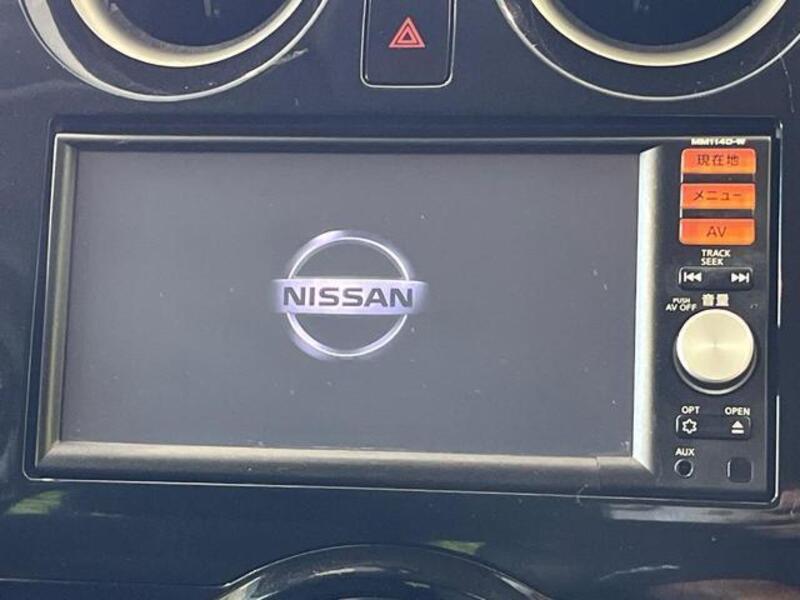 MM114D-W
現在地
メニュー
AV
TRACK
SEEK
PUSH
AV OFF
音量
NISSAN
OPT
OPEN
AUX